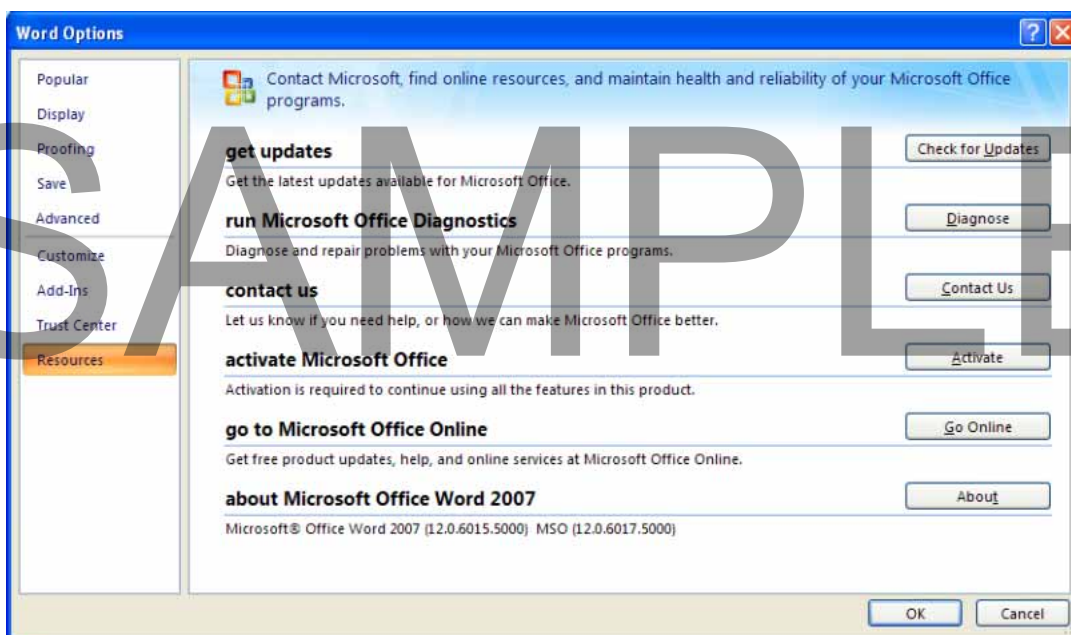 Word Options
Popular
Display
Proofing
Save
Advanced
Customize
Add-Ins
Trust Center
Resources
Contact Microsoft, find online resources, and maintain health and reliability of your Microsoft Office
programs.
get updates
Check for Updates
Get the latest updates available for Microsoft Office.
run Microsoft Office Diagnostics
Diagnose
Diagnose and repair problems with your Microsoft Office programs.
contact us
Contact Us
Let us know if you need help, or how we can make Microsoft Office better.
activate Microsoft Office
Activate
Activation is required to continue using all the features in this product.
go to Microsoft Office Online
Go Online
Get free product updates, help, and online services at Microsoft Office Online.
about Microsoft Office Word 2007
About
Microsoft® Office Word 2007 (12.0.6015.5000) MSO (12.0.6017.5000)
OK
Cancel
SAMPLE